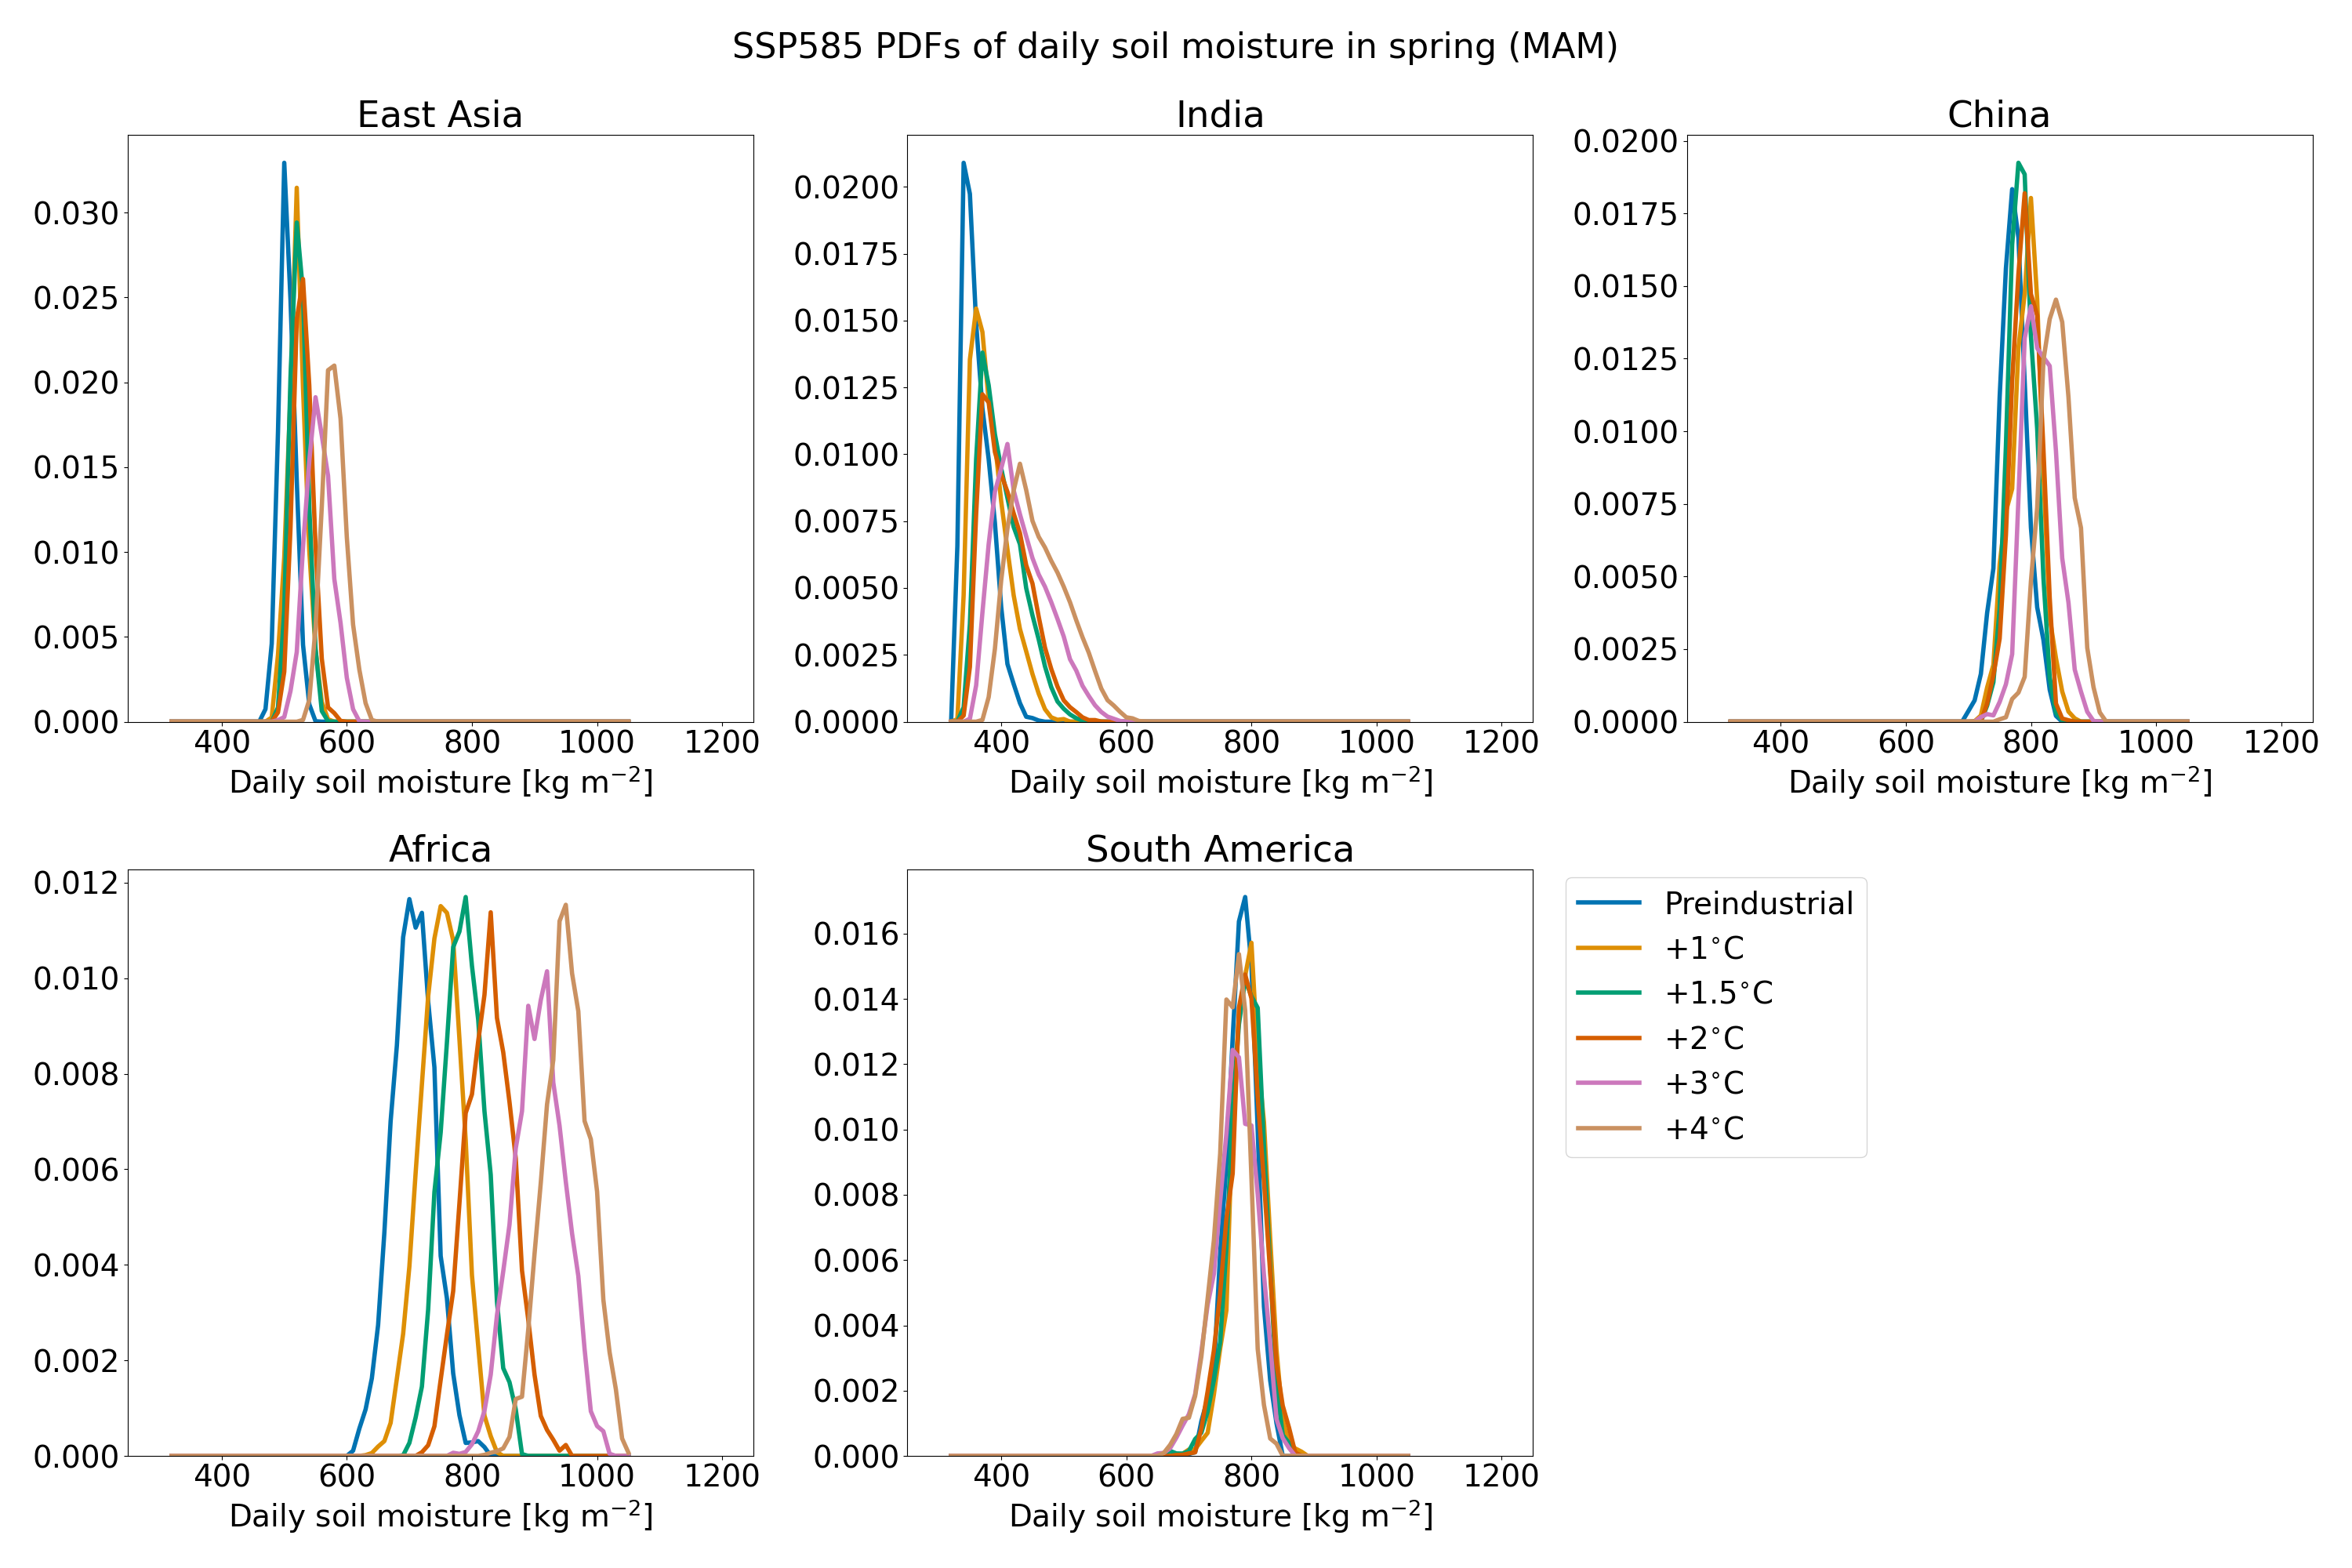 SSP585 PDFs of daily soil moisture in spring (MAM)
East Asia
0.030
0.025
0.020
0.015
0.010
0.005
0.000
400 600 800 1000 1200
Daily soil moisture [kg m⁻²]
India
0.0200
0.0175
0.0150
0.0125
0.0100
0.0075
0.0050
0.0025
0.0000
400 600 800 1000 1200
Daily soil moisture [kg m⁻²]
China
0.0200
0.0175
0.0150
0.0125
0.0100
0.0075
0.0050
0.0025
0.0000
400 600 800 1000 1200
Daily soil moisture [kg m⁻²]
Africa
0.012
0.010
0.008
0.006
0.004
0.002
0.000
400 600 800 1000 1200
Daily soil moisture [kg m⁻²]
South America
0.016
0.014
0.012
0.010
0.008
0.006
0.004
0.002
0.000
400 600 800 1000 1200
Daily soil moisture [kg m⁻²]
Preindustrial
+1°C
+1.5°C
+2°C
+3°C
+4°C